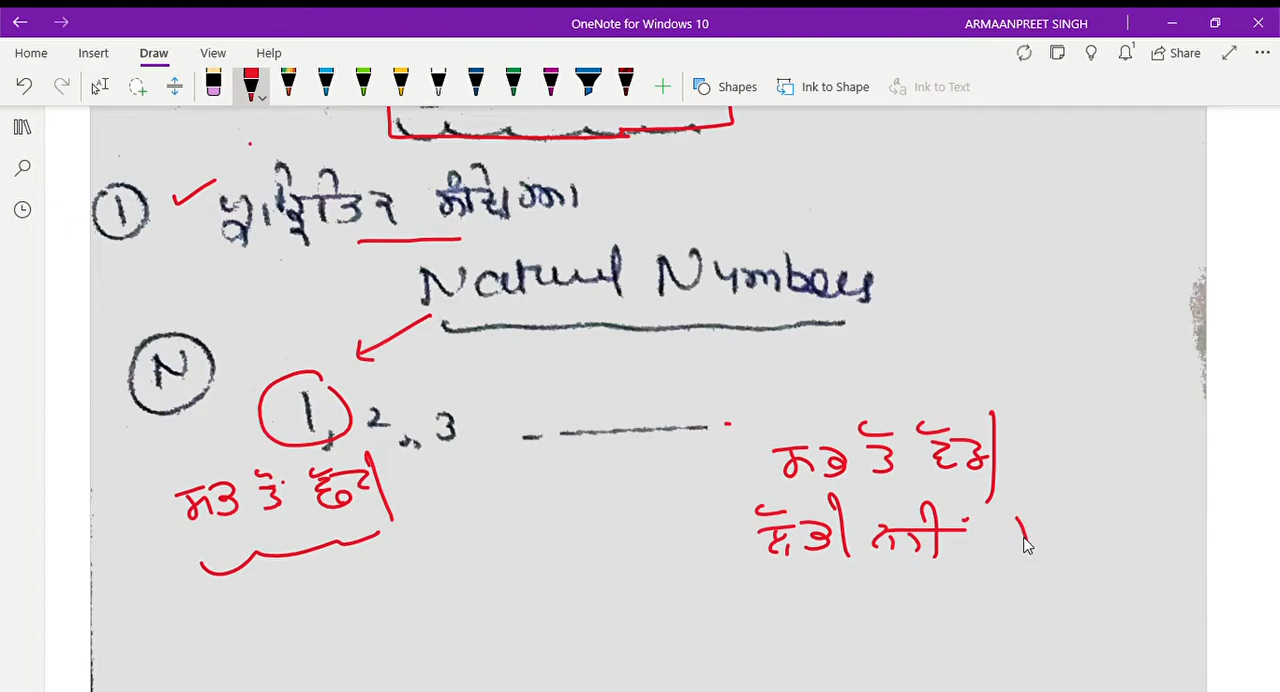 OneNote for Windows 10
ARMAANPREET SINGH
Home Insert Draw View Help
1 Share
Shapes Ink to Shape Ink to Text
1 ਪ੍ਰਾਕ੍ਰਿਤਿਕ ਸੰਖਿਆ
Natural Numbers
N
1, 2, 3
ਸਭ ਤੋਂ ਛੋਟਾ
ਸਭ ਤੋਂ ਵੱਡਾ
ਨਹੀਂ